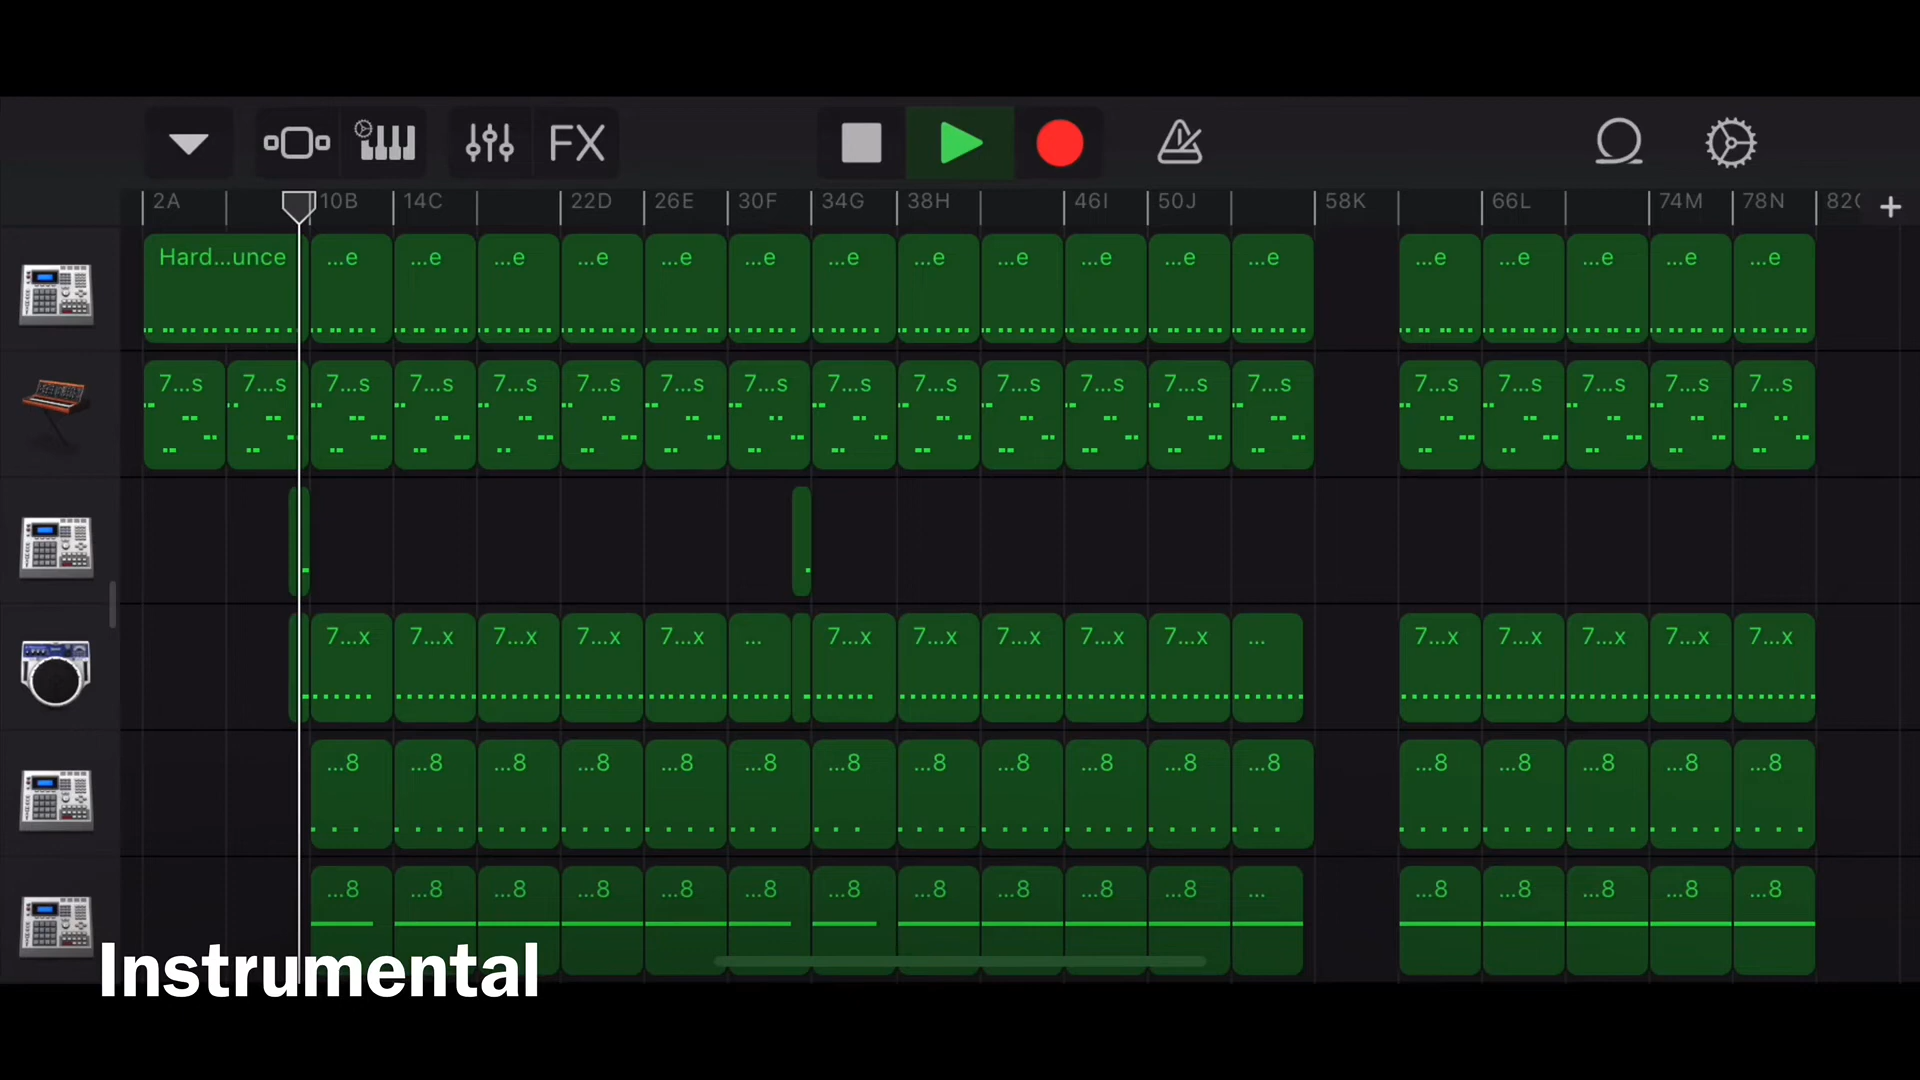 FX
2A 10B 14C 22D 26E 30F 34G 38H 46I 50J 58K 66L 74M 78N 82
Hard...unce ...e ...e ...e ...e ...e ...e ...e ...e ...e ...e ...e ...e ...e ...e ...e ...e ...e
7...s 7...s 7...s 7...s 7...s 7...s 7...s 7...s 7...s 7...s 7...s 7...s 7...s 7...s 7...s 7...s 7...s 7...s 7...s
7...x 7...x 7...x 7...x 7...x ... 7...x 7...x 7...x 7...x 7...x ... 7...x 7...x 7...x 7...x 7...x
...8 ...8 ...8 ...8 ...8 ...8 ...8 ...8 ...8 ...8 ...8 ...8 ...8 ...8 ...8 ...8 ...8
...8 ...8 ...8 ...8 ...8 ...8 ...8 ...8 ...8 ...8 ...8 ... ...8 ...8 ...8 ...8 ...8
Instrumental